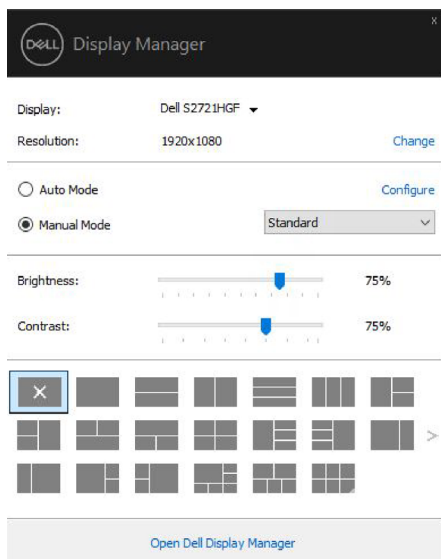 x
DELL Display Manager
Display: Dell S2721HGF
Resolution: 1920x1080 Change
Auto Mode Configure
Manual Mode Standard
Brightness: 75%
Contrast: 75%
Open Dell Display Manager